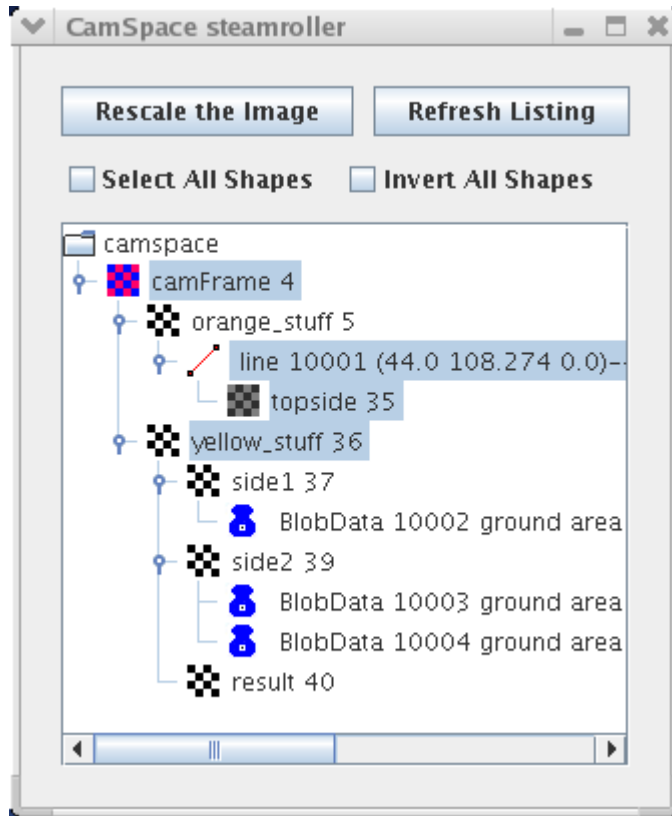 CamSpace steamroller
Rescale the Image
Refresh Listing
Select All Shapes
Invert All Shapes
camspace
camFrame 4
orange_stuff 5
line 10001 (44.0 108.274 0.0)--
topside 35
yellow_stuff 36
side1 37
BlobData 10002 ground area
side2 39
BlobData 10003 ground area
BlobData 10004 ground area
result 40